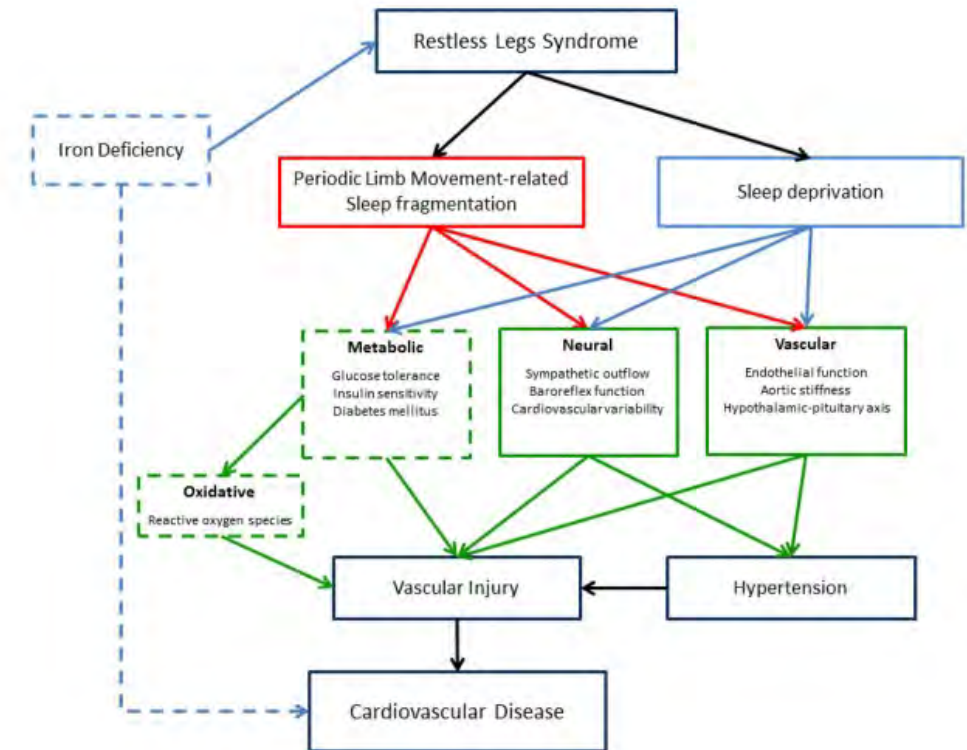 Restless Legs Syndrome
Iron Deficiency
Periodic Limb Movement-related
Sleep fragmentation
Sleep deprivation
Metabolic
Glucose tolerance
Insulin sensitivity
Diabetes mellitus
Neural
Sympathetic outflow
Baroreflex function
Cardiovascular variability
Vascular
Endothelial function
Aortic stiffness
Hypothalamic-pituitary axis
Oxidative
Reactive oxygen species
Vascular Injury
Hypertension
Cardiovascular Disease